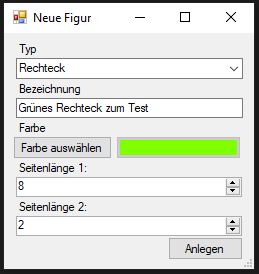 Neue Figur
Typ
Rechteck
Bezeichnung
Grünes Rechteck zum Test
Farbe
Farbe auswählen
Seitenlänge 1:
8
Seitenlänge 2:
2
Anlegen